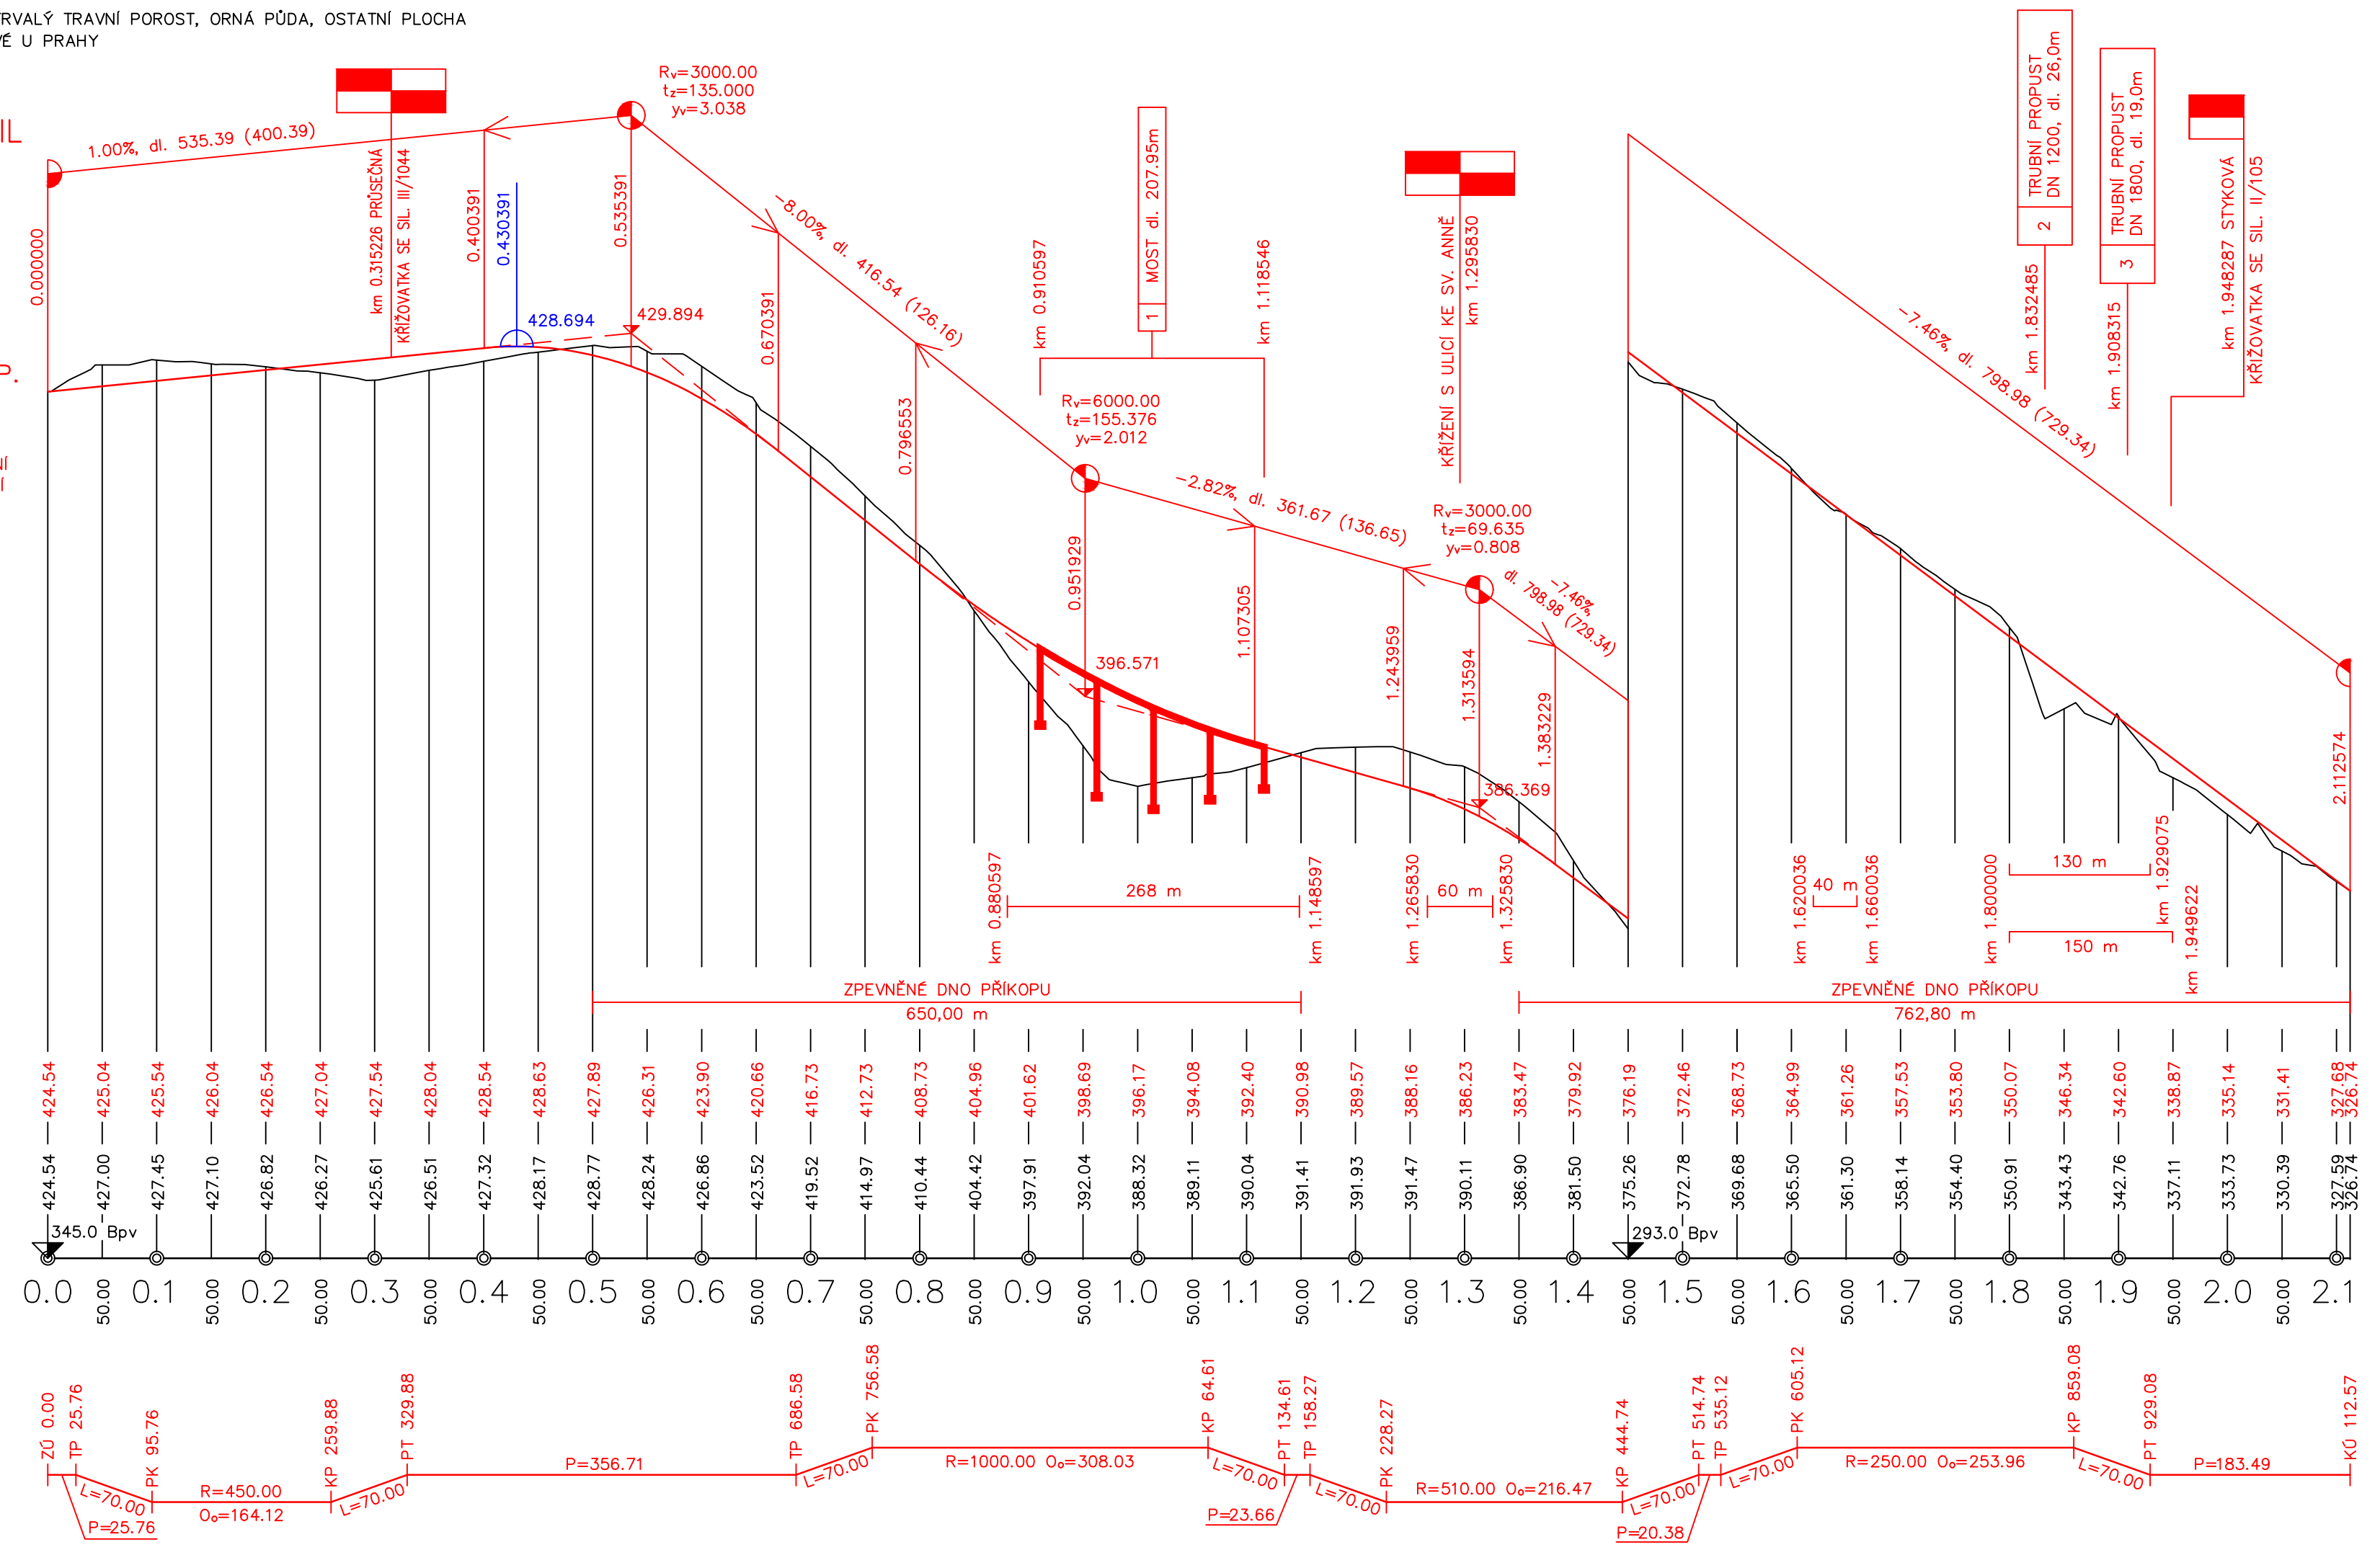 RVALÝ TRAVNÍ POROST, ORNÁ PŮDA, OSTATNÍ PLOCHA
VÉ U PRAHY
IL
1.00%, dl. 535.39 (400.39)
0.000000
km 0.315226 PRŮSEČNÁ
KŘIŽOVATKA SE SIL. III/1044
0.400391
0.430391
428.694
Rv=3000.00
tz=135.000
yv=3.038
0.535391
429.894
-8.00%, dl. 416.54 (126.16)
0.670391
0.796553
km 0.910597
1 MOST dl. 207.95m
km 1.118546
Rv=6000.00
tz=155.376
yv=2.012
0.951929
396.571
-2.82%, dl. 361.67 (136.65)
1.107305
KŘÍŽENÍ S ULICÍ KE SV. ANNĚ
km 1.295830
Rv=3000.00
tz=69.635
yv=0.808
1.243959
1.313594
386.369
-7.46%,
dl. 798.98 (729.34)
1.383229
-7.46%, dl. 798.98 (729.34)
2 TRUBNÍ PROPUST
DN 1200, dl. 26,0m
km 1.832485
3 TRUBNÍ PROPUST
DN 1800, dl. 19,0m
km 1.908315
km 1.948287 STYKOVÁ
KŘIŽOVATKA SE SIL. II/105
2.112574
km 0.880597
268 m
km 1.148597
km 1.265830
60 m
km 1.325830
km 1.620036
40 m
km 1.660036
km 1.800000
130 m
km 1.929075
150 m
km 1.949622
ZPEVNĚNÉ DNO PŘÍKOPU
650,00 m
ZPEVNĚNÉ DNO PŘÍKOPU
762,80 m
424.54 425.04 425.54 426.04 426.54 427.04 427.54 428.04 428.54 428.63 427.89 426.31 423.90 420.66 416.73 412.73 408.73 404.96 401.62 398.69 396.17 394.08 392.40 390.98 389.57 388.16 386.23 383.47 379.92 376.19 372.46 368.73 364.99 361.26 357.53 353.80 350.07 346.34 342.60 338.87 335.14 331.41 327.68 326.74
424.54 427.00 427.45 427.10 426.82 426.27 425.61 426.51 427.32 428.17 428.77 428.24 426.86 423.52 419.52 414.97 410.44 404.42 397.91 392.04 388.32 389.11 390.04 391.41 391.93 391.47 390.11 386.90 381.50 375.26 372.78 369.68 365.50 361.30 358.14 354.40 350.91 343.43 342.76 337.11 333.73 330.39 327.59 326.74
345.0 Bpv
293.0 Bpv
0.0 50.00 0.1 50.00 0.2 50.00 0.3 50.00 0.4 50.00 0.5 50.00 0.6 50.00 0.7 50.00 0.8 50.00 0.9 50.00 1.0 50.00 1.1 50.00 1.2 50.00 1.3 50.00 1.4 50.00 1.5 50.00 1.6 50.00 1.7 50.00 1.8 50.00 1.9 50.00 2.0 50.00 2.1
ZÚ 0.00
TP 25.76
PK 95.76
KP 259.88
PT 329.88
TP 686.58
PK 756.58
KP 64.61
PT 134.61
TP 158.27
PK 228.27
KP 444.74
PT 514.74
TP 535.12
PK 605.12
KP 859.08
PT 929.08
KÚ 112.57
P=25.76
L=70.00
R=450.00
Oo=164.12
L=70.00
P=356.71
L=70.00
R=1000.00 Oo=308.03
L=70.00
P=23.66
L=70.00
R=510.00 Oo=216.47
L=70.00
P=20.38
L=70.00
R=250.00 Oo=253.96
L=70.00
P=183.49